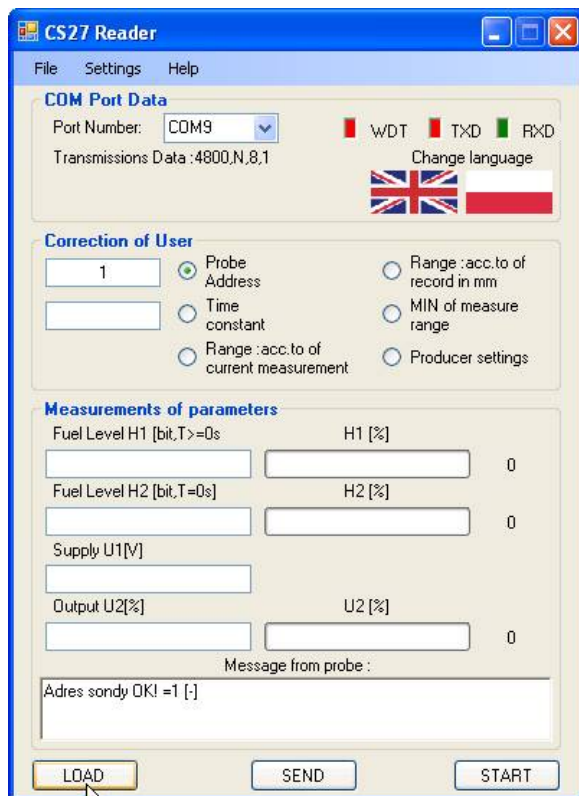 CS27 Reader
File Settings Help
COM Port Data
Port Number: COM9 WDT TXD RXD
Transmissions Data :4800,N,8,1 Change language
Correction of User
1 Probe Address Range :acc.to of record in mm
Time constant MIN of measure range
Range :acc.to of current measurement Producer settings
Measurements of parameters
Fuel Level H1 [bit,T>=0s H1 [%]
0
Fuel Level H2 [bit,T=0s] H2 [%]
0
Supply U1[V]
Output U2[%] U2 [%]
0
Message from probe :
Adres sondy OK! =1 [-]
LOAD SEND START